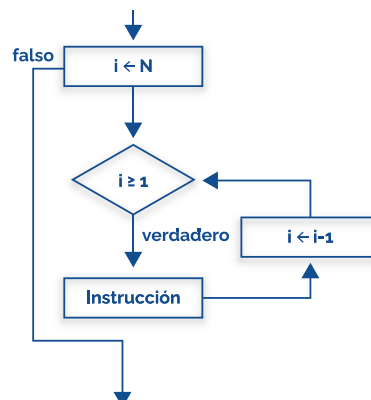 falso
i ← N
i ≥ 1
verdadero
i ← i-1
Instrucción